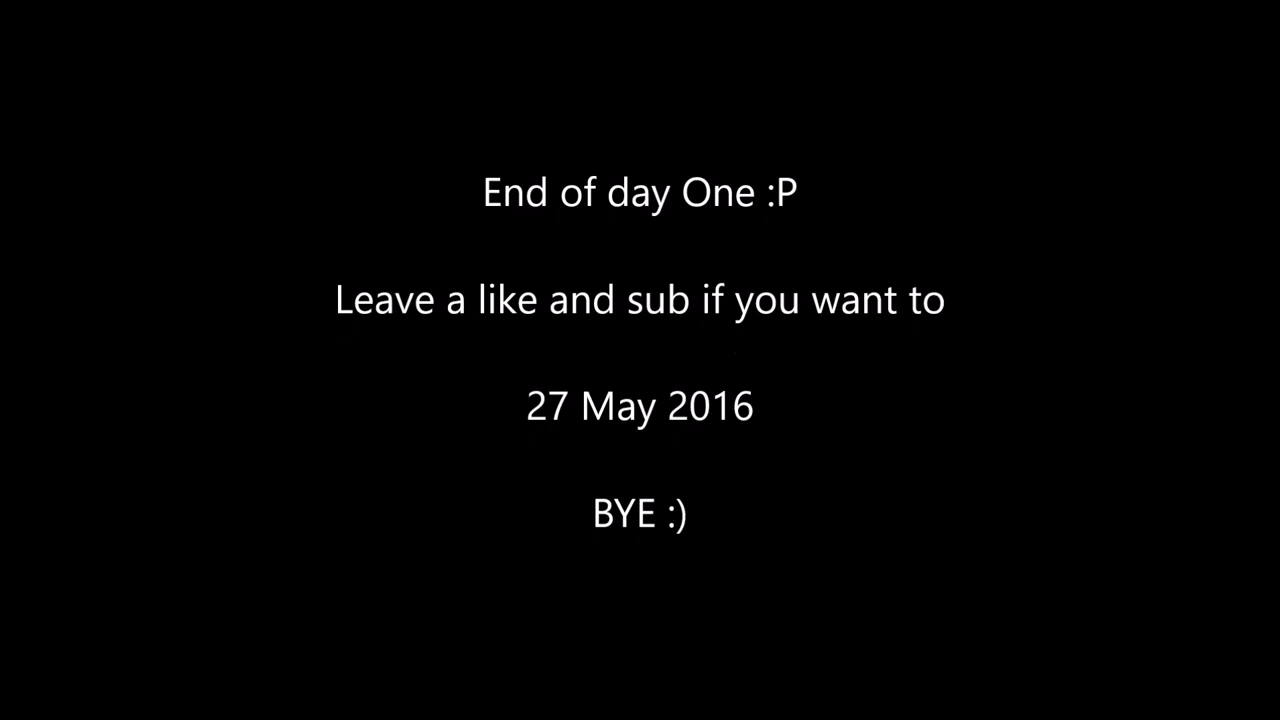 End of day One :P
Leave a like and sub if you want to
27 May 2016
BYE :)